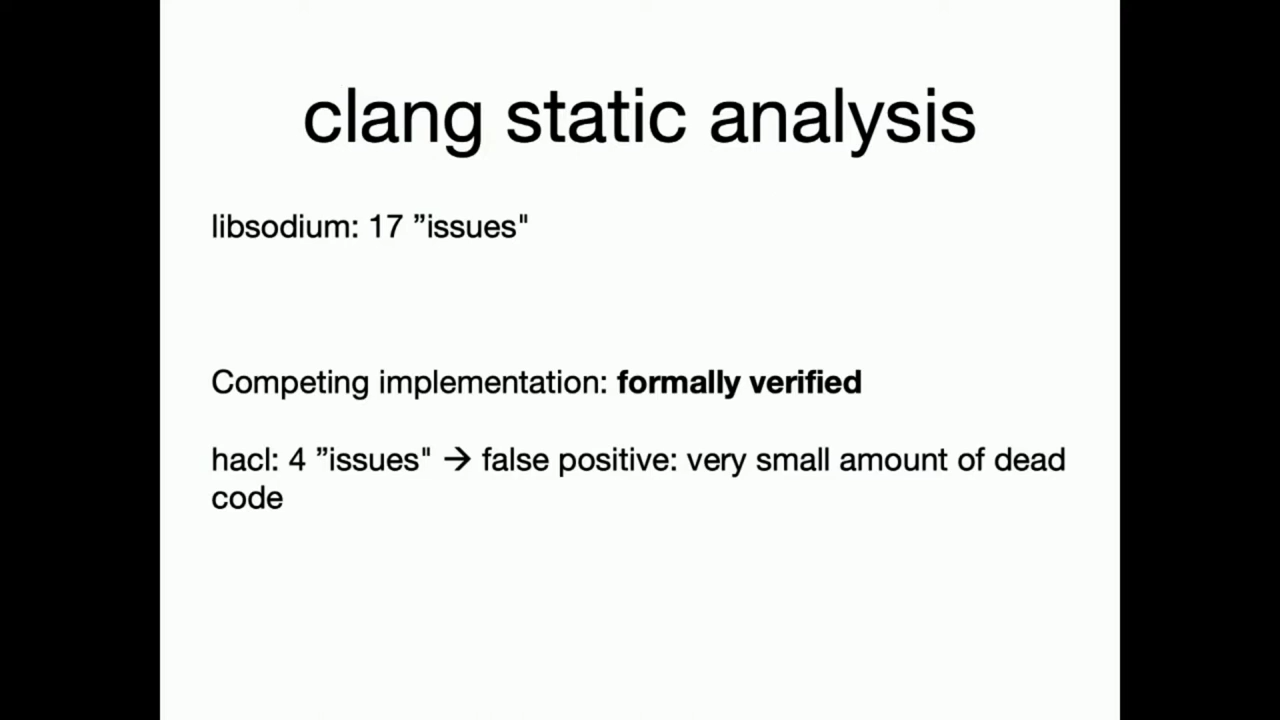 clang static analysis
libsodium: 17 ”issues"
Competing implementation: formally verified
hacl: 4 ”issues" → false positive: very small amount of dead
code